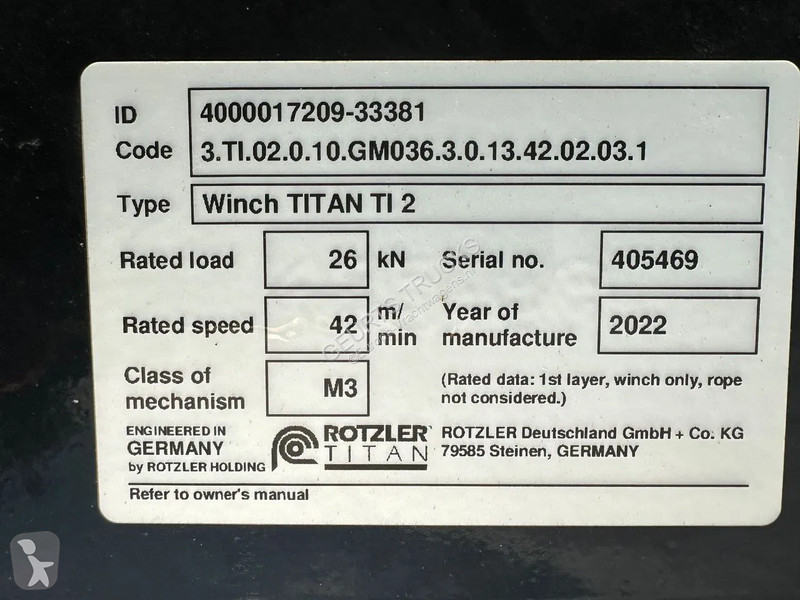 ID 4000017209-33381
Code 3.TI.02.0.10.GM036.3.0.13.42.02.03.1
Type Winch TITAN TI 2
Rated load 26 kN Serial no. 405469
Rated speed 42 m/min Year of manufacture 2022
Class of mechanism M3
(Rated data: 1st layer, winch only, rope
not considered.)
ENGINEERED IN
GERMANY
by ROTZLER HOLDING
ROTZLER
TITAN
ROTZLER Deutschland GmbH + Co. KG
79585 Steinen, GERMANY
Refer to owner's manual
GEURTS TRUCKS